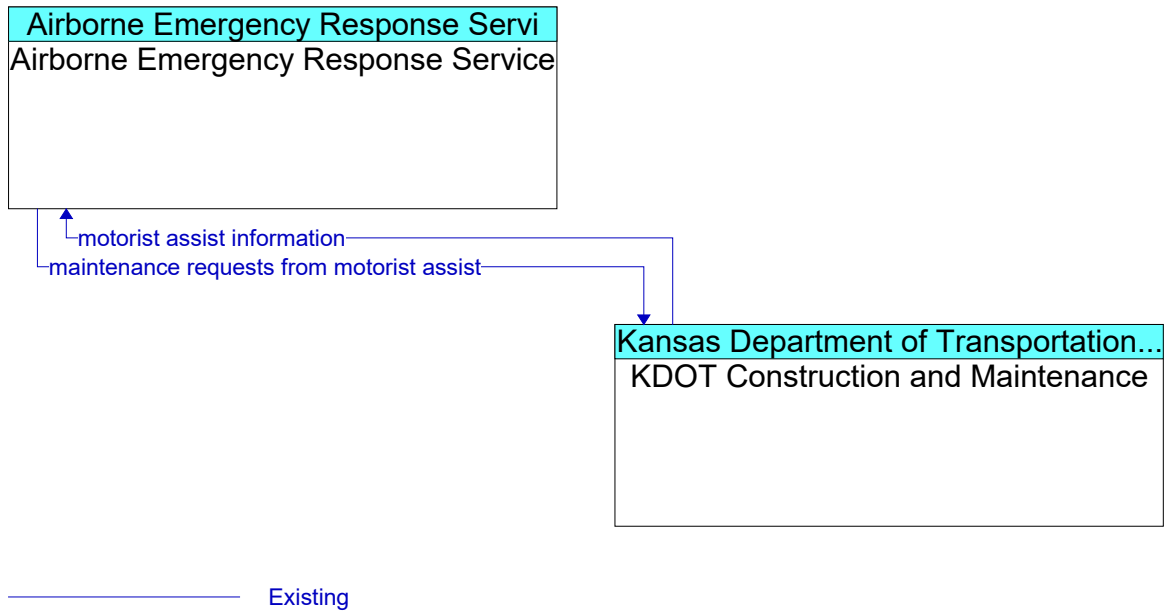 Airborne Emergency Response Servi
Airborne Emergency Response Service
motorist assist information
maintenance requests from motorist assist
Kansas Department of Transportation...
KDOT Construction and Maintenance
Existing